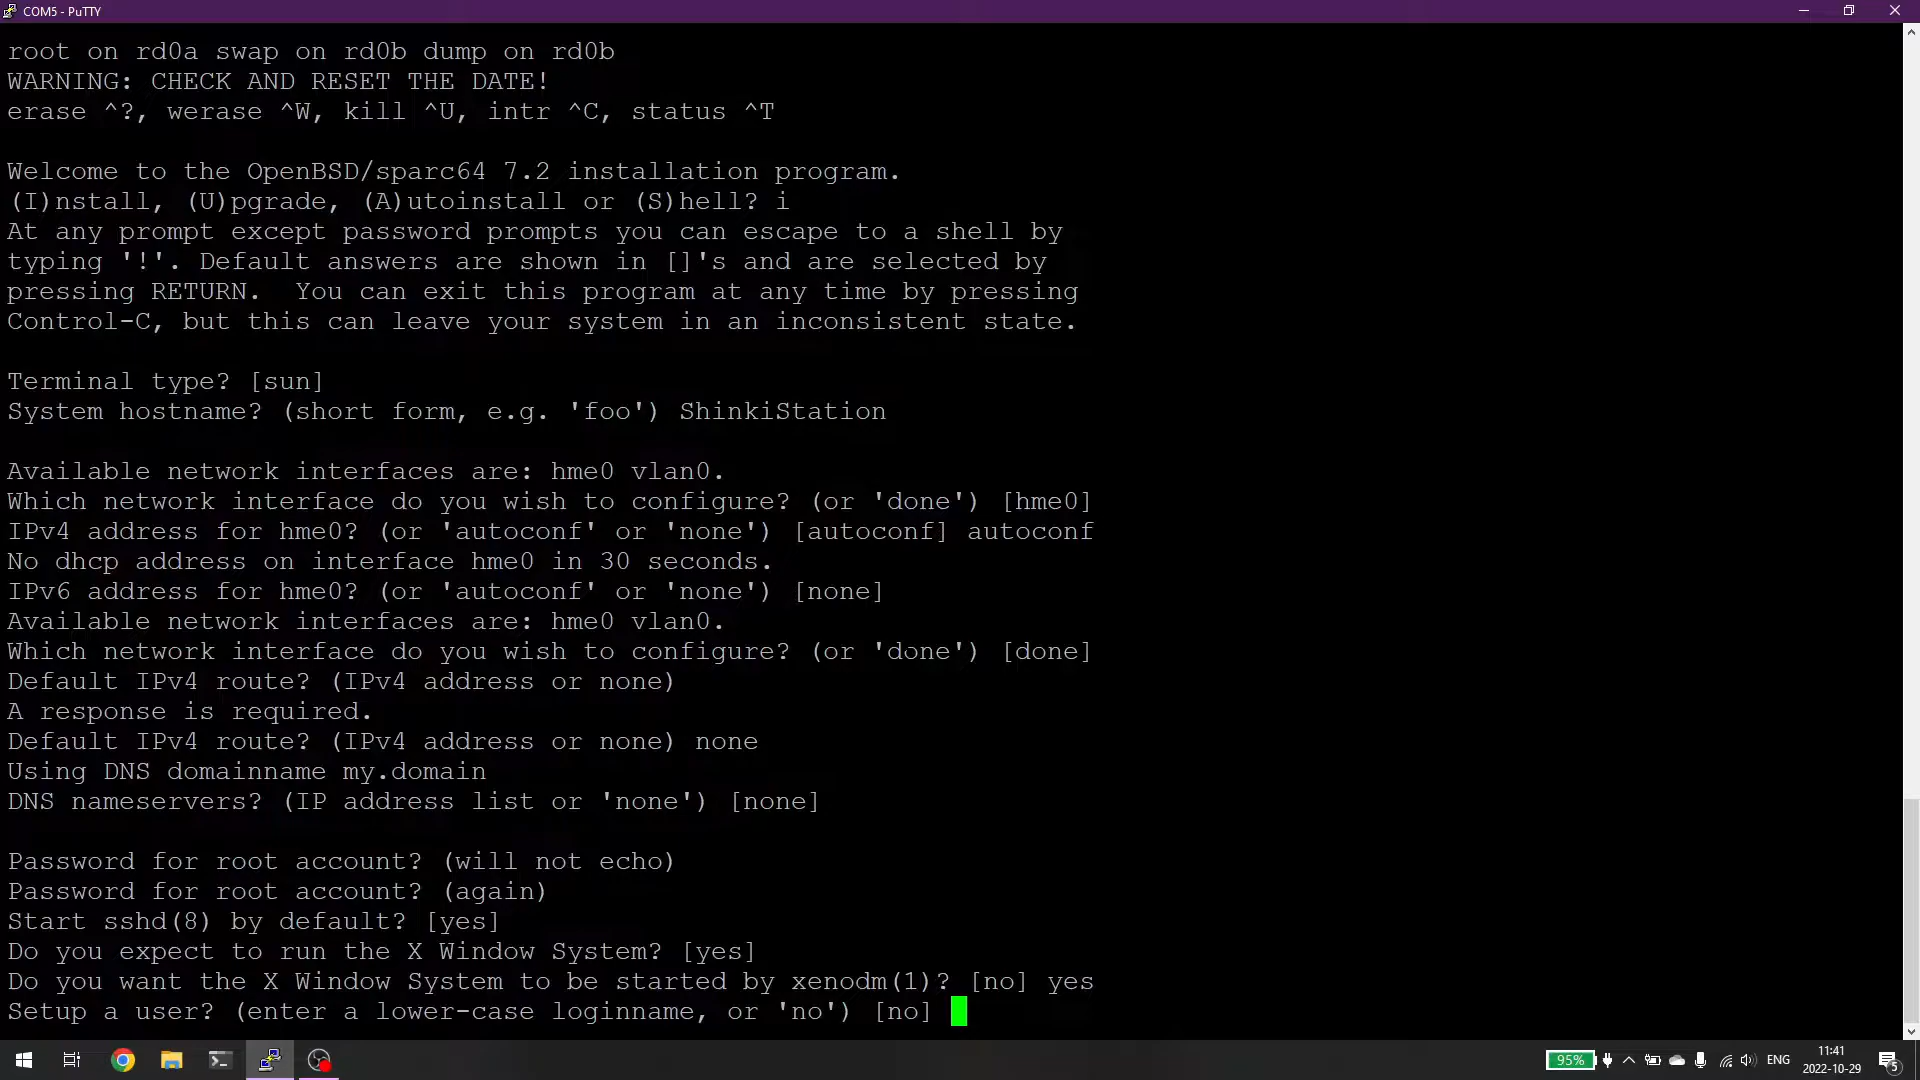 COM5 - PuTTY
root on rd0a swap on rd0b dump on rd0b
WARNING: CHECK AND RESET THE DATE!
erase ^?, werase ^W, kill ^U, intr ^C, status ^T
Welcome to the OpenBSD/sparc64 7.2 installation program.
(I)nstall, (U)pgrade, (A)utoinstall or (S)hell? i
At any prompt except password prompts you can escape to a shell by
typing '!'. Default answers are shown in []'s and are selected by
pressing RETURN.  You can exit this program at any time by pressing
Control-C, but this can leave your system in an inconsistent state.
Terminal type? [sun]
System hostname? (short form, e.g. 'foo') ShinkiStation
Available network interfaces are: hme0 vlan0.
Which network interface do you wish to configure? (or 'done') [hme0]
IPv4 address for hme0? (or 'autoconf' or 'none') [autoconf] autoconf
No dhcp address on interface hme0 in 30 seconds.
IPv6 address for hme0? (or 'autoconf' or 'none') [none]
Available network interfaces are: hme0 vlan0.
Which network interface do you wish to configure? (or 'done') [done]
Default IPv4 route? (IPv4 address or none)
A response is required.
Default IPv4 route? (IPv4 address or none) none
Using DNS domainname my.domain
DNS nameservers? (IP address list or 'none') [none]
Password for root account? (will not echo)
Password for root account? (again)
Start sshd(8) by default? [yes]
Do you expect to run the X Window System? [yes]
Do you want the X Window System to be started by xenodm(1)? [no] yes
Setup a user? (enter a lower-case loginname, or 'no') [no]
95%
ENG
11:41
2022-10-29
5